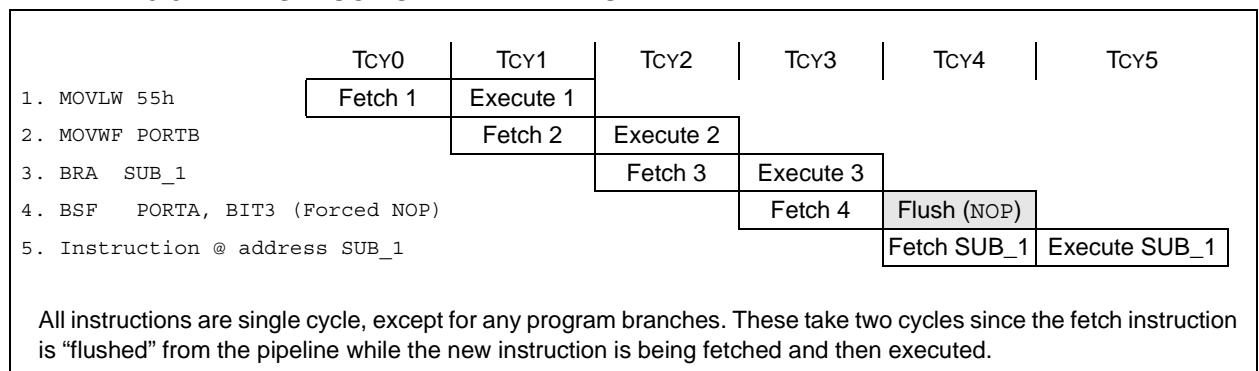 TCY0 TCY1 TCY2 TCY3 TCY4 TCY5
1. MOVLW 55h Fetch 1 Execute 1
2. MOVWF PORTB Fetch 2 Execute 2
3. BRA SUB_1 Fetch 3 Execute 3
4. BSF PORTA, BIT3 (Forced NOP) Fetch 4 Flush (NOP)
5. Instruction @ address SUB_1 Fetch SUB_1 Execute SUB_1
All instructions are single cycle, except for any program branches. These take two cycles since the fetch instruction
is “flushed” from the pipeline while the new instruction is being fetched and then executed.